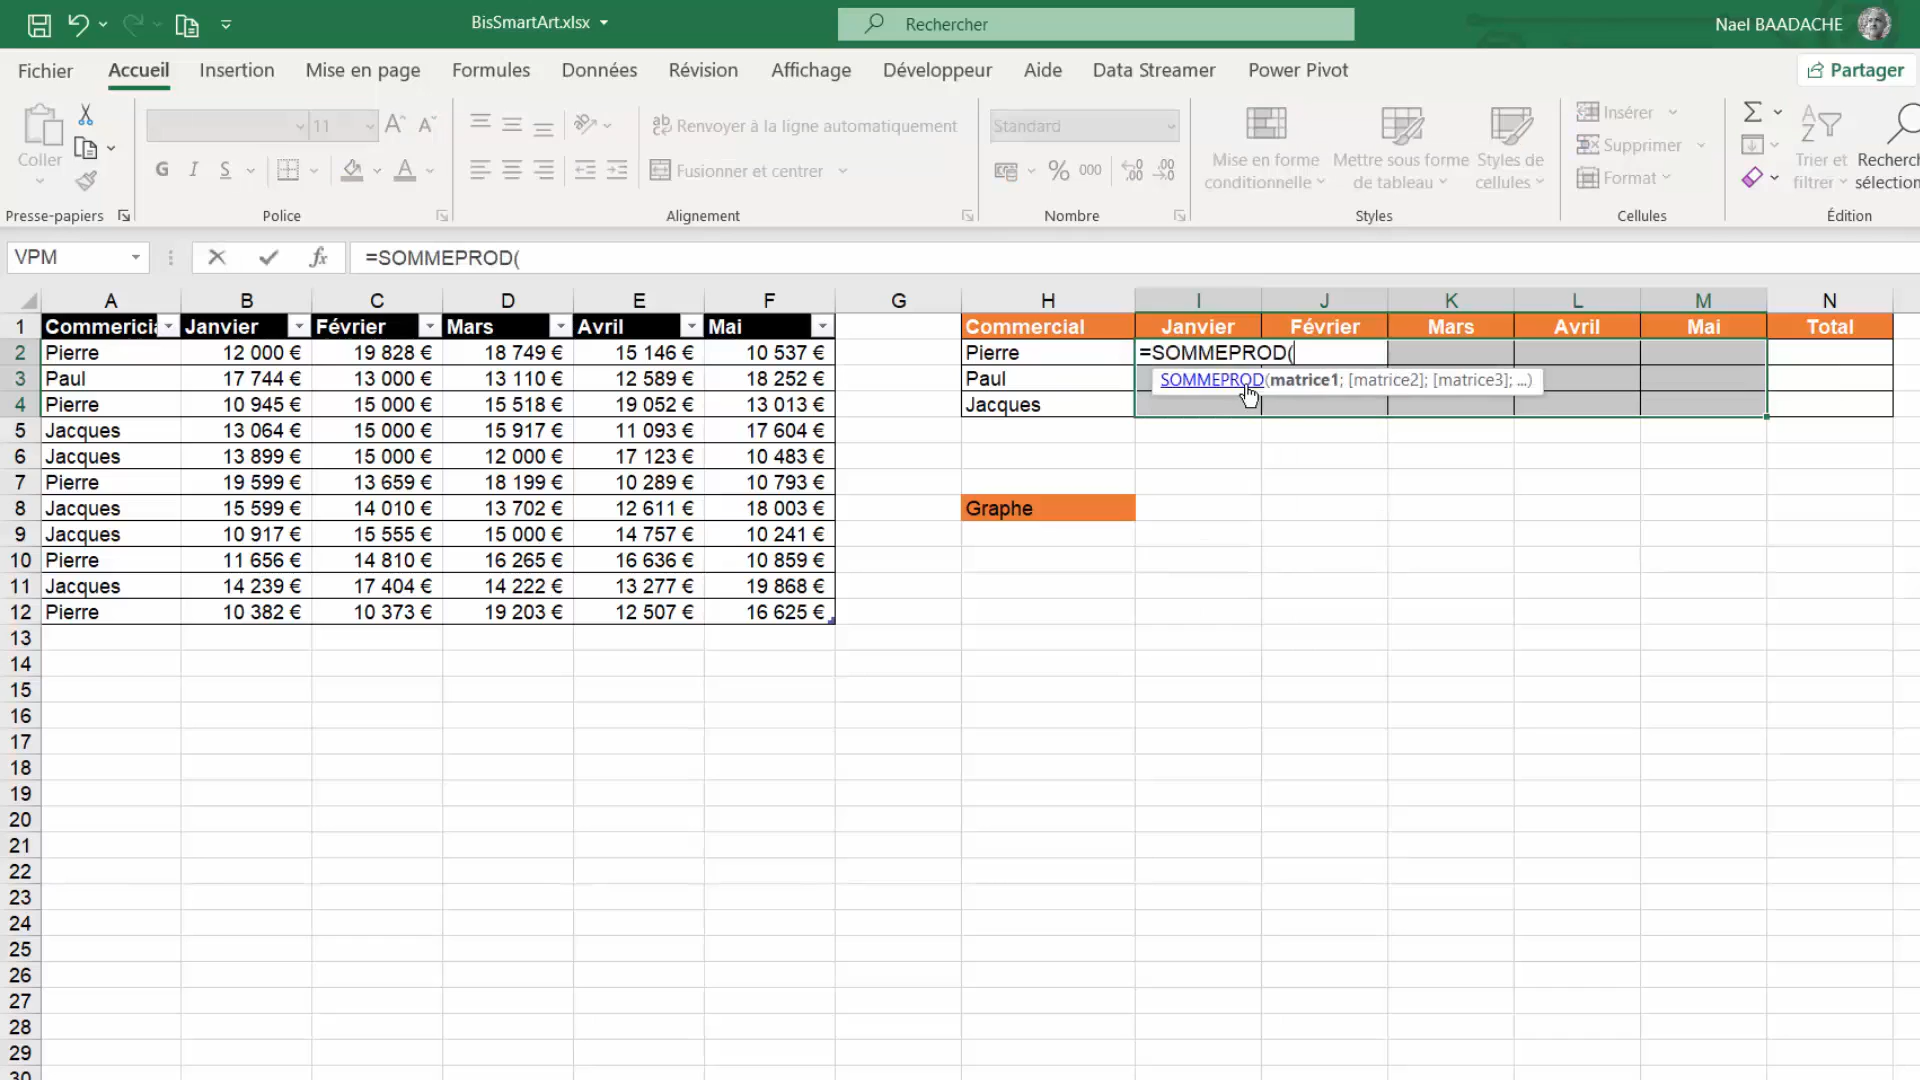 BisSmartArt.xlsx
Rechercher
Nael BAADACHE
Fichier Accueil Insertion Mise en page Formules Données Révision Affichage Développeur Aide Data Streamer Power Pivot Partager
Coller
11
Renvoyer à la ligne automatiquement
Standard
Mise en forme conditionnelle
Mettre sous forme de tableau
Styles de cellules
Insérer
Supprimer
Format
Trier et filtrer
G I S
Fusionner et centrer
% 000
Presse-papiers Police Alignement Nombre Styles Cellules Édition
VPM fx =SOMMEPROD(
A B C D E F G H I J K L M N
1 Janvier Février Mars Avril Mai Commercial Janvier Février Mars Avril Mai Total
2 Pierre 12 000 € 19 828 € 18 749 € 15 146 € 10 537 € Pierre =SOMMEPROD(
3 Paul 17 744 € 13 000 € 13 110 € 12 589 € 18 252 € Paul SOMMEPROD(matrice1; [matrice2]; [matrice3]; ...)
4 Pierre 10 945 € 15 000 € 15 518 € 19 052 € 13 013 € Jacques
5 Jacques 13 064 € 15 000 € 15 917 € 11 093 € 17 604 €
6 Jacques 13 899 € 15 000 € 12 000 € 17 123 € 10 483 €
7 Pierre 19 599 € 13 659 € 18 199 € 10 289 € 10 793 €
8 Jacques 15 599 € 14 010 € 13 702 € 12 611 € 18 003 € Graphe
9 Jacques 10 917 € 15 555 € 15 000 € 14 757 € 10 241 €
10 Pierre 11 656 € 14 810 € 16 265 € 16 636 € 10 859 €
11 Jacques 14 239 € 17 404 € 14 222 € 13 277 € 19 868 €
12 Pierre 10 382 € 10 373 € 19 203 € 12 507 € 16 625 €
13
14
15
16
17
18
19
20
21
22
23
24
25
26
27
28
29
30